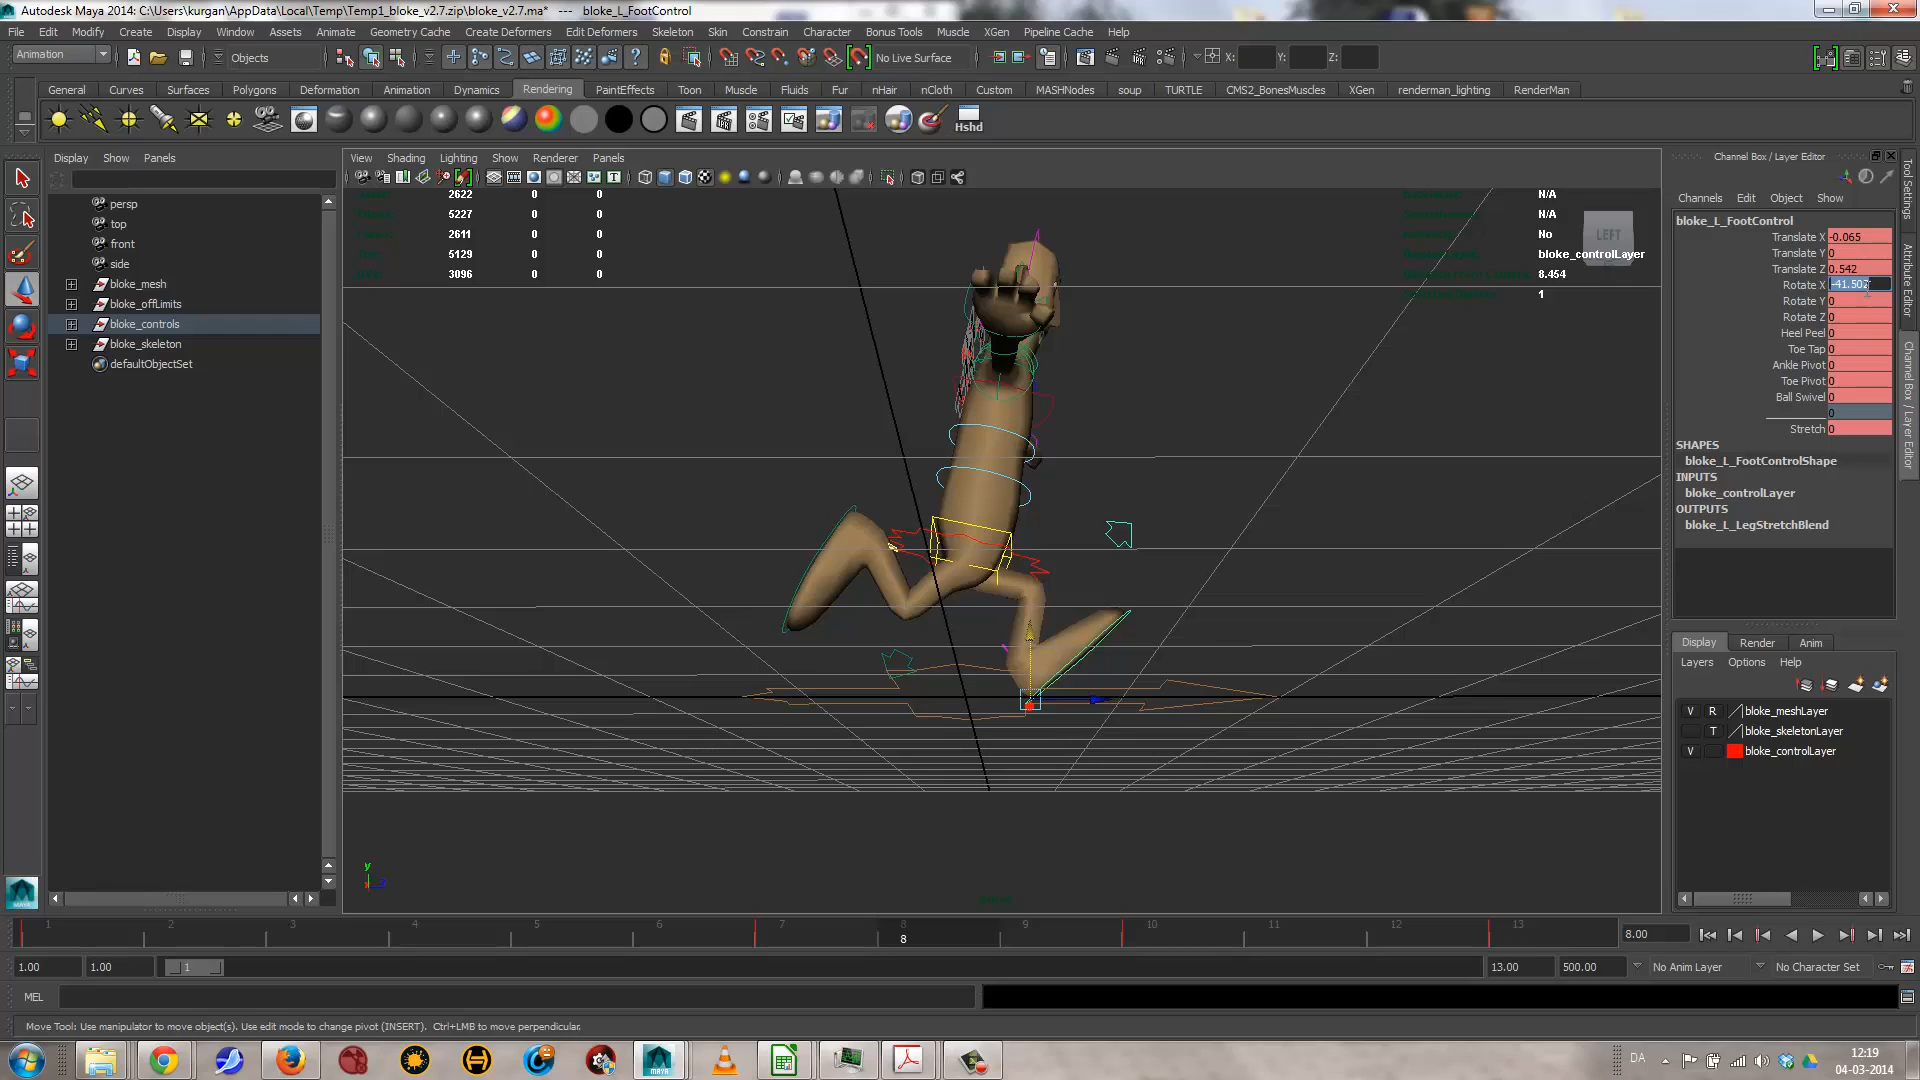 Autodesk Maya 2014: C:\Users\kurgan\AppData\Local\Temp\Temp1_bloke_v2.7.zip\bloke_v2.7.ma* --- bloke_L_FootControl
File Edit Modify Create Display Window Assets Animate Geometry Cache Create Deformers Edit Deformers Skeleton Skin Constrain Character Bonus Tools Muscle XGen Pipeline Cache Help
Animation Objects No Live Surface X: Y: Z:
General Curves Surfaces Polygons Deformation Animation Dynamics Rendering PaintEffects Toon Muscle Fluids Fur nHair nCloth Custom MASHNodes soup TURTLE CMS2_BonesMuscles XGen renderman_lighting RenderMan
Hshd
Display Show Panels
persp
top
front
side
bloke_mesh
bloke_offLimits
bloke_controls
bloke_skeleton
defaultObjectSet
View Shading Lighting Show Renderer Panels
2622 0 0
5227 0 0
2611 0 0
5129 0 0
3096 0 0
N/A
N/A
No
bloke_controlLayer
8.454
1
LEFT
y
Channel Box / Layer Editor
Channels Edit Object Show
bloke_L_FootControl
Translate X -0.065
Translate Y 0
Translate Z 0.542
Rotate X -41.502
Rotate Y 0
Rotate Z 0
Heel Peel 0
Toe Tap 0
Ankle Pivot 0
Toe Pivot 0
Ball Swivel 0
0
Stretch 0
SHAPES
bloke_L_FootControlShape
INPUTS
bloke_controlLayer
OUTPUTS
bloke_L_LegStretchBlend
Display Render Anim
Layers Options Help
V R bloke_meshLayer
T bloke_skeletonLayer
V bloke_controlLayer
Tool Settings
Attribute Editor
Channel Box / Layer Editor
1 2 3 4 5 6 7 8 9 10 11 12 13
8
8.00
1.00 1.00 1 13.00 500.00 No Anim Layer No Character Set
MEL
Move Tool: Use manipulator to move object(s). Use edit mode to change pivot (INSERT). Ctrl+LMB to move perpendicular.
DA
12:19
04-03-2014